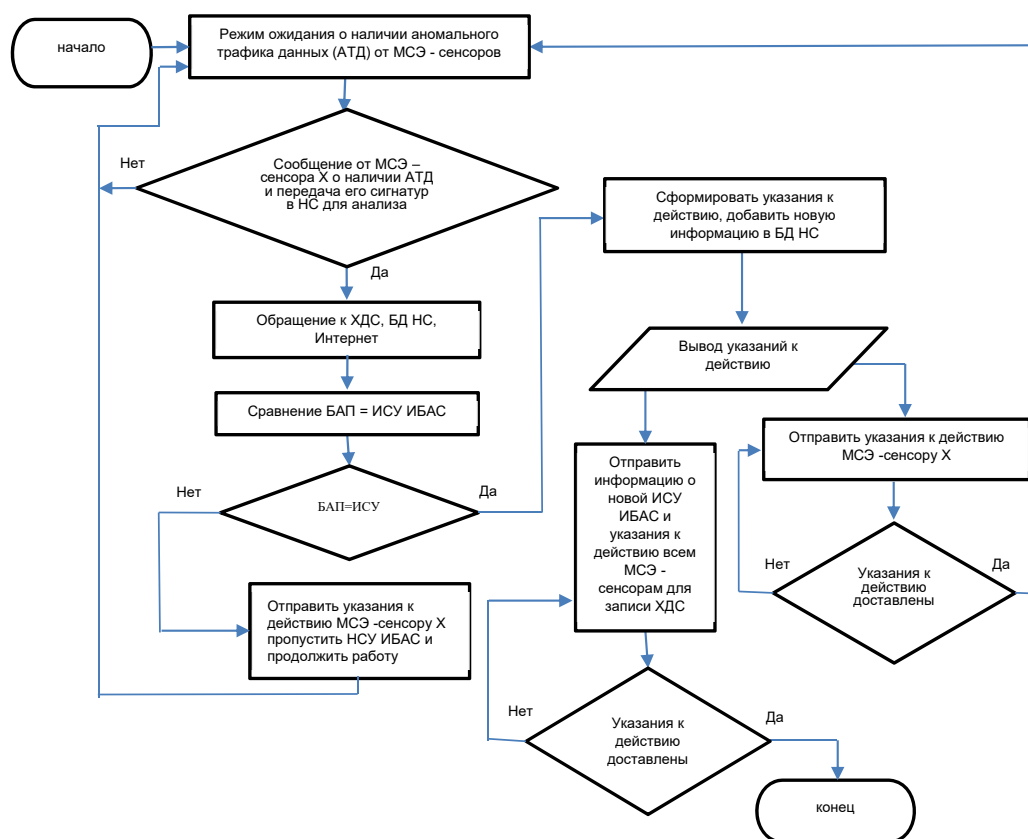 начало
Режим ожидания о наличии аномального
трафика данных (АТД) от МСЭ - сенсоров
Нет
Сообщение от МСЭ –
сенсора X о наличии АТД
и передача его сигнатур
в НС для анализа
Да
Сформировать указания к
действию, добавить новую
информацию в БД НС
Обращение к ХДС, БД НС,
Интернет
Вывод указаний к
действию
Сравнение БАП = ИСУ ИБАС
Отправить указания к действию
МСЭ -сенсору X
Нет
БАП=ИСУ
Да
Отправить
информацию о
новой ИСУ
ИБАС и
указания к
действию всем
МСЭ -
сенсорам для
записи ХДС
Нет
Указания к
действию
доставлены
Да
Отправить указания к
действию МСЭ -сенсору X
пропустить НСУ ИБАС и
продолжить работу
Нет
Указания к
действию
доставлены
Да
конец